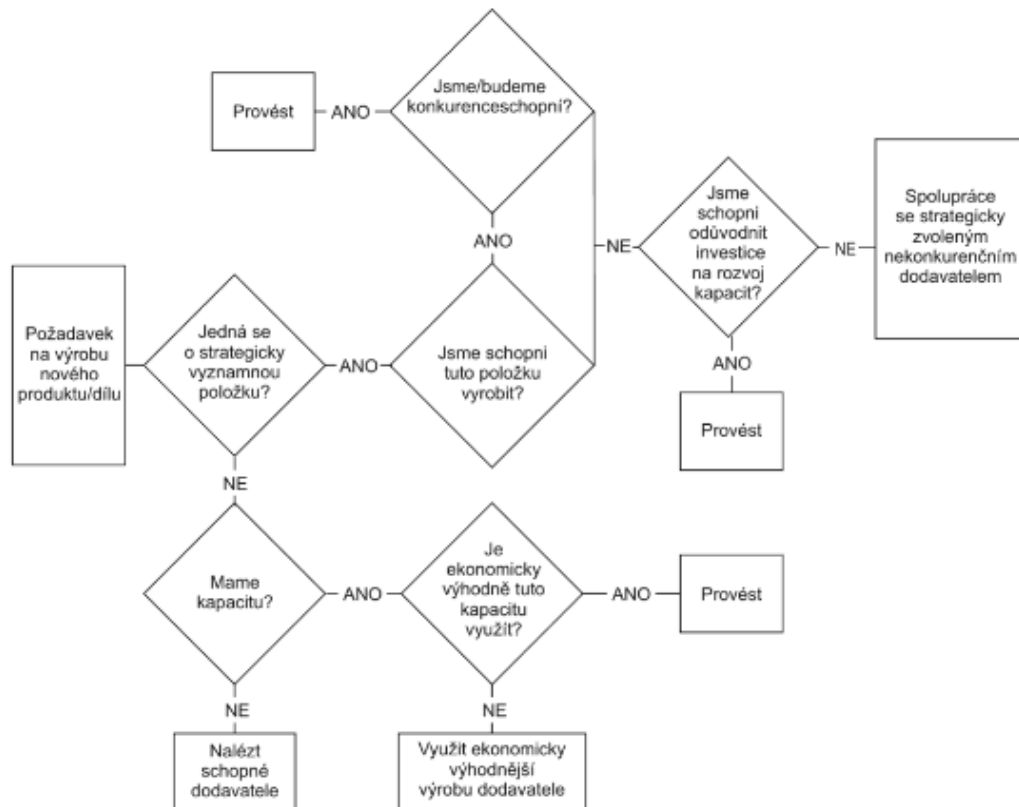 Jsme/budeme
konkurenceschopni?
Provést
ANO
ANO
Jsme
schopni
odůvodnit
investice
na rozvoj
kapacit?
NE
NE
Spolupráce
se strategicky
zvoleným
nekonkurenčním
dodavatelem
Požadavek
na výrobu
nového
produktu/dílu
Jedná se
o strategicky
vyznamnou
položku?
ANO
Jsme schopni
tuto položku
vyrobit?
ANO
Provést
NE
Mame
kapacitu?
ANO
Je
ekonomicky
výhodně tuto
kapacitu
využít?
ANO
Provést
NE
NE
Nalézt
schopné
dodavatele
Využit ekonomicky
výhodnější
výrobu dodavatele